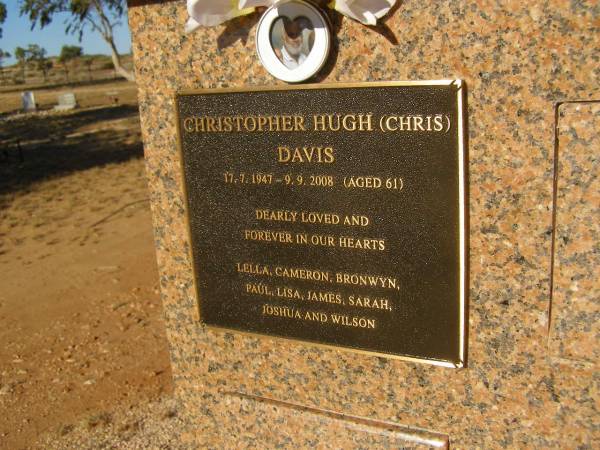 CHRISTOPHER HUGH (CHRIS)
DAVIS
17. 7. 1947 – 9. 9. 2008 (AGED 61)
DEARLY LOVED AND
FOREVER IN OUR HEARTS
LELLA, CAMERON, BRONWYN,
PAUL, LISA, JAMES, SARAH,
JOSHUA AND WILSON